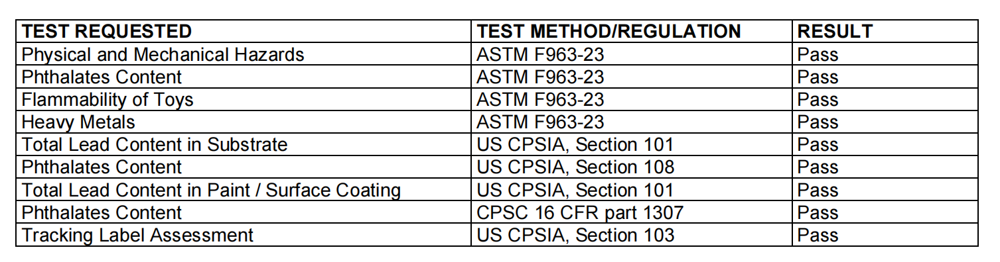 TEST REQUESTED TEST METHOD/REGULATION RESULT
Physical and Mechanical Hazards ASTM F963-23 Pass
Phthalates Content ASTM F963-23 Pass
Flammability of Toys ASTM F963-23 Pass
Heavy Metals ASTM F963-23 Pass
Total Lead Content in Substrate US CPSIA, Section 101 Pass
Phthalates Content US CPSIA, Section 108 Pass
Total Lead Content in Paint / Surface Coating US CPSIA, Section 101 Pass
Phthalates Content CPSC 16 CFR part 1307 Pass
Tracking Label Assessment US CPSIA, Section 103 Pass